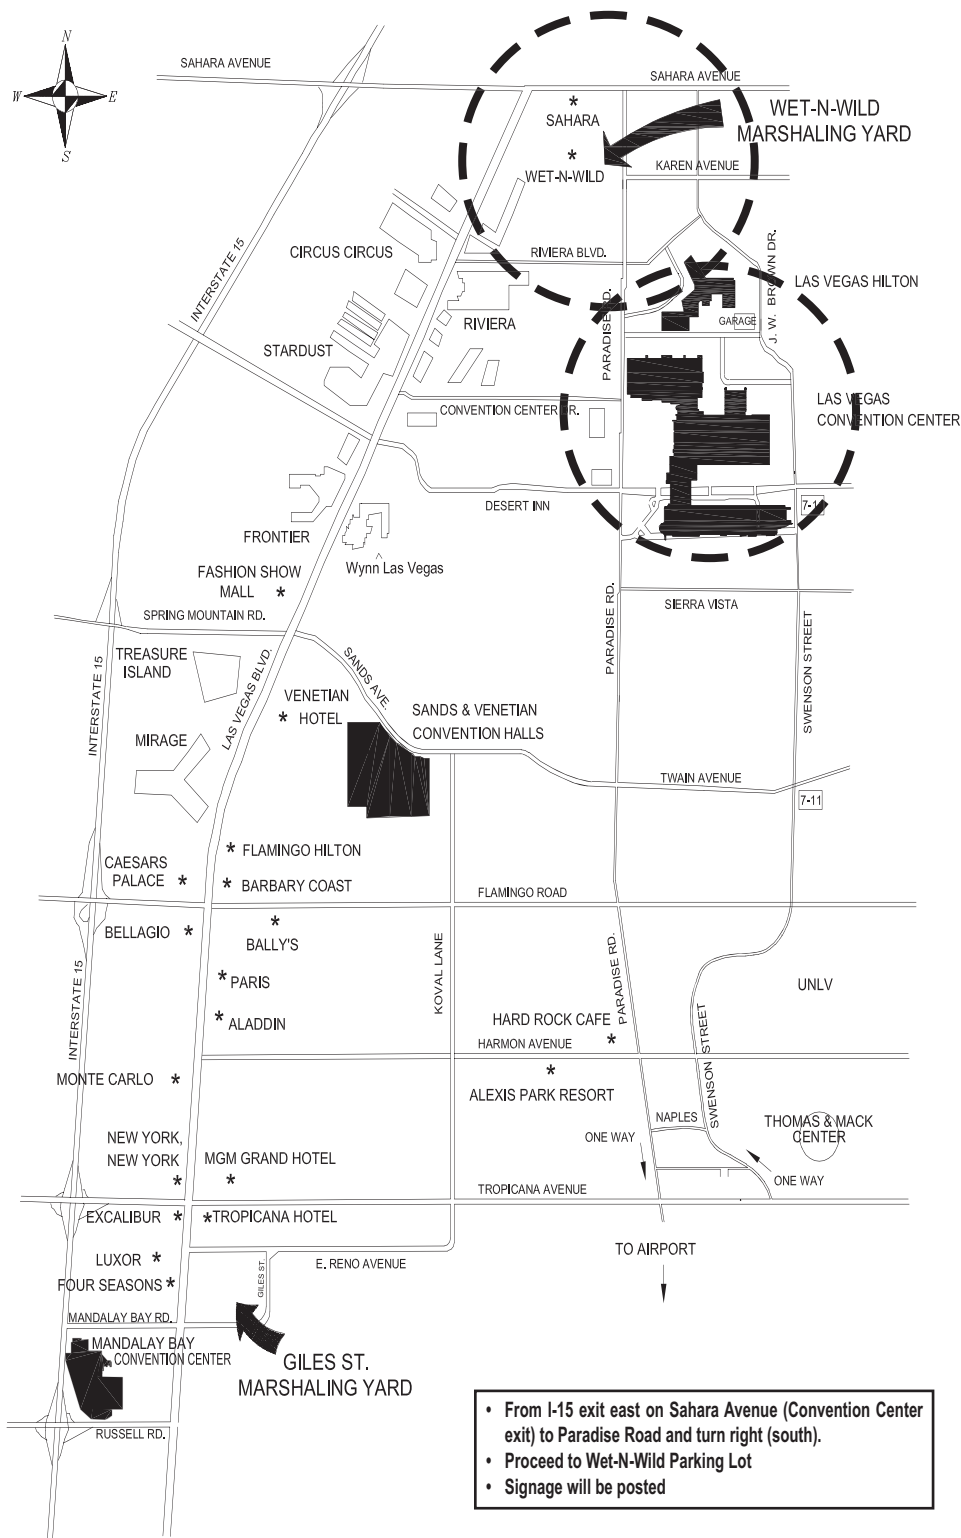 N
W
E
S
SAHARA AVENUE
SAHARA AVENUE
WET-N-WILD
MARSHALING YARD
SAHARA
WET-N-WILD
KAREN AVENUE
INTERSTATE 15
CIRCUS CIRCUS
RIVIERA BLVD.
J. W. BROWN DR.
LAS VEGAS HILTON
PARADISE RD.
GARAGE
RIVIERA
STARDUST
LAS VEGAS
CONVENTION CENTER
CONVENTION CENTER DR.
DESERT INN
7-11
FRONTIER
Wynn Las Vegas
FASHION SHOW
MALL
SPRING MOUNTAIN RD.
PARADISE RD.
SIERRA VISTA
SWENSON STREET
TREASURE
ISLAND
INTERSTATE 15
LAS VEGAS BLVD.
SANDS AVE.
VENETIAN
HOTEL
SANDS & VENETIAN
CONVENTION HALLS
MIRAGE
TWAIN AVENUE
7-11
FLAMINGO HILTON
CAESARS
PALACE
BARBARY COAST
FLAMINGO ROAD
BELLAGIO
BALLY'S
KOVAL LANE
PARADISE RD.
INTERSTATE 15
PARIS
UNLV
ALADDIN
HARD ROCK CAFE
HARMON AVENUE
SWENSON STREET
MONTE CARLO
ALEXIS PARK RESORT
NAPLES
THOMAS & MACK
CENTER
NEW YORK,
NEW YORK
MGM GRAND HOTEL
ONE WAY
ONE WAY
TROPICANA AVENUE
EXCALIBUR
TROPICANA HOTEL
TO AIRPORT
LUXOR
E. RENO AVENUE
GILES ST.
FOUR SEASONS
MANDALAY BAY RD.
MANDALAY BAY
CONVENTION CENTER
GILES ST.
MARSHALING YARD
RUSSELL RD.
• From I-15 exit east on Sahara Avenue (Convention Center
exit) to Paradise Road and turn right (south).
• Proceed to Wet-N-Wild Parking Lot
• Signage will be posted